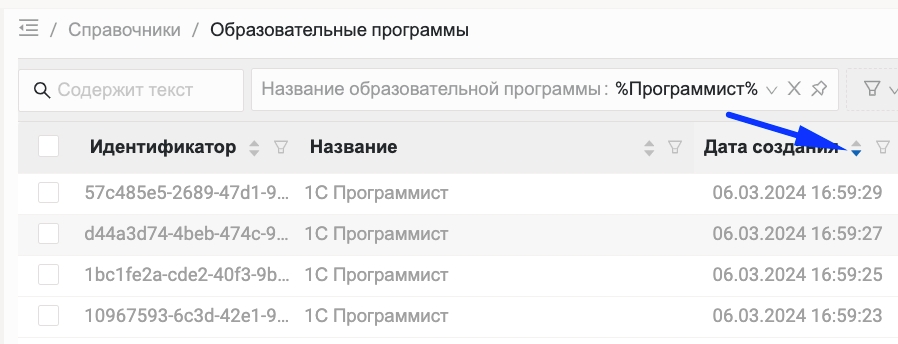 / Справочники / Образовательные программы
Содержит текст
Название образовательной программы: %Программист%
Идентификатор Название Дата создания
57c485e5-2689-47d1-9... 1С Программист 06.03.2024 16:59:29
d44a3d74-4beb-474c-9... 1С Программист 06.03.2024 16:59:27
1bc1fe2a-cde2-40f3-9b... 1С Программист 06.03.2024 16:59:25
10967593-6c3d-42e1-9... 1С Программист 06.03.2024 16:59:23